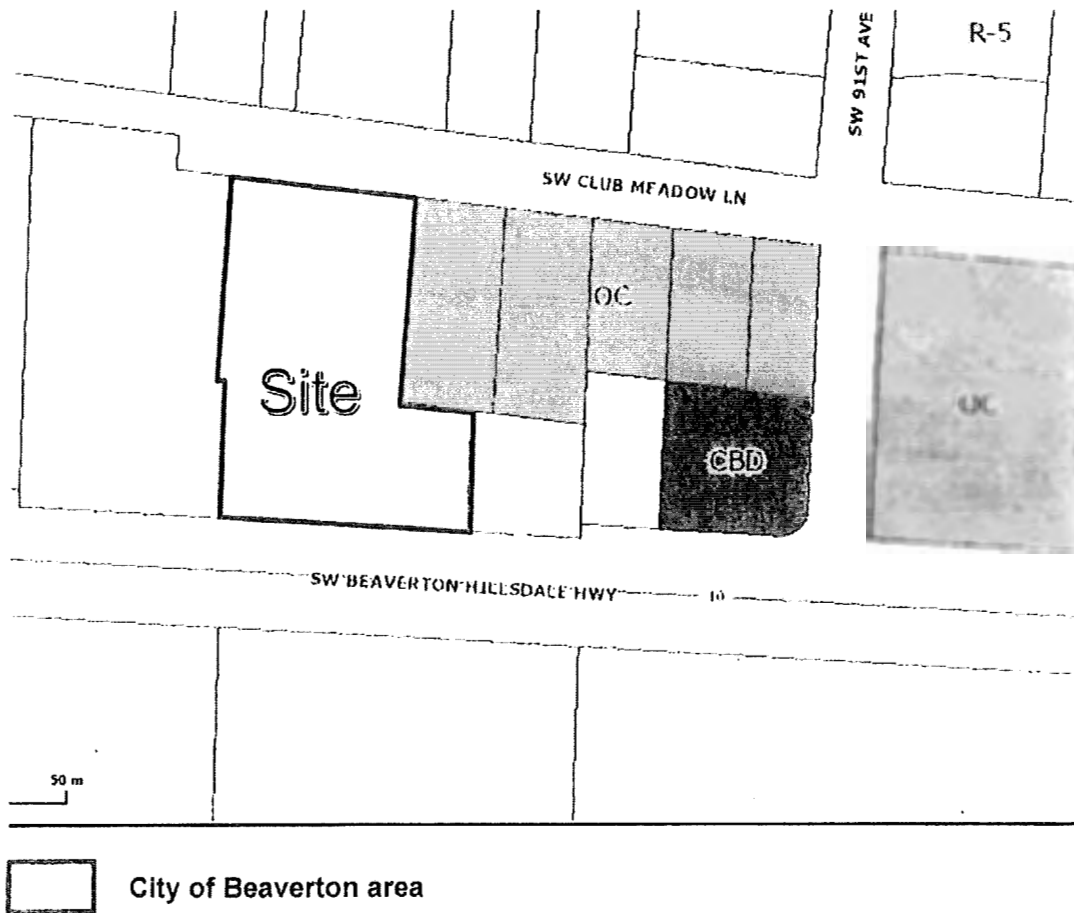 R-5
SW 91ST AVE
SW CLUB MEADOW LN
OC
Site
OC
CBD
SW BEAVERTON HILLSDALE HWY
10
50 m
City of Beaverton area